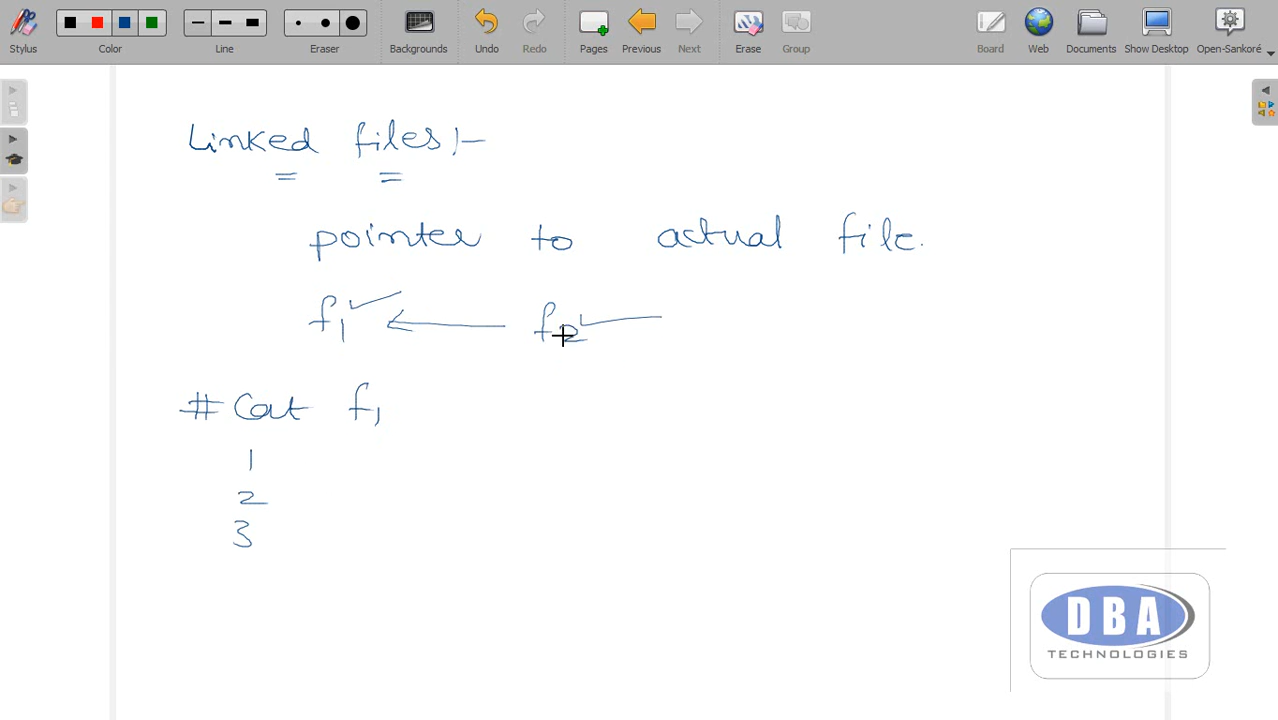 Stylus Color Line Eraser Backgrounds Undo Redo Pages Previous Next Erase Group Board Web Documents Show Desktop Open-Sankoré
Linked files:-
pointer to actual file.
f1 f2
# Cat f1
1
2
3
DBA
TECHNOLOGIES